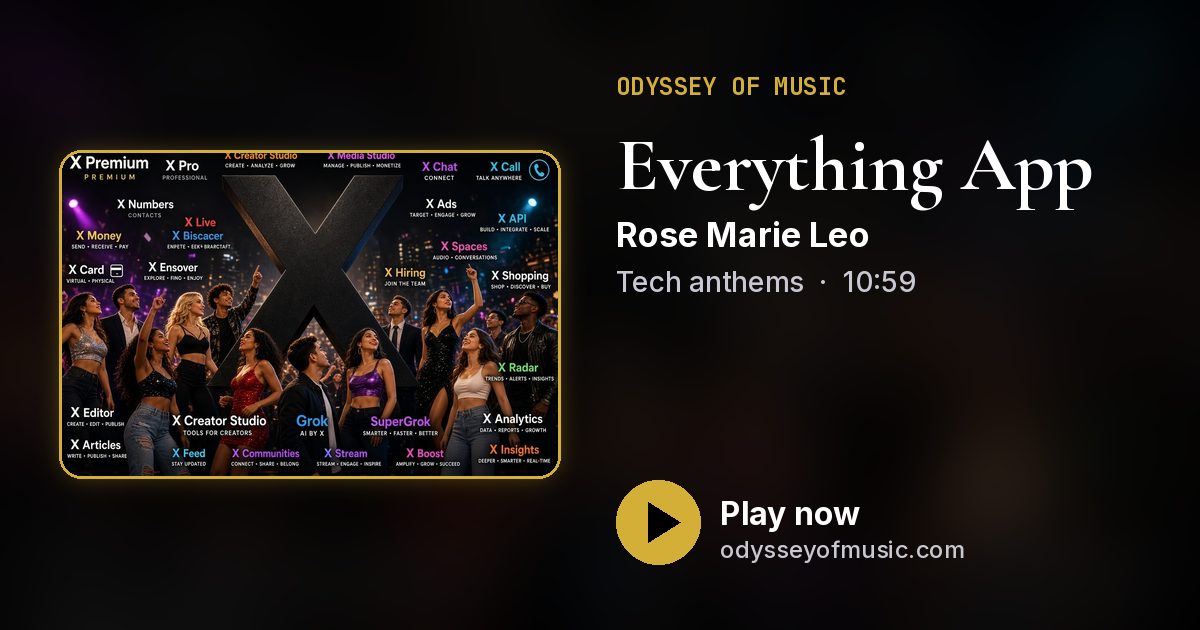 ODYSSEY OF MUSIC
Everything App
Rose Marie Leo
Tech anthems · 10:59
Play now
odysseyofmusic.com
X Premium
PREMIUM
X Pro
PROFESSIONAL
X Creator Studio
CREATE • ANALYZE • GROW
X Media Studio
MANAGE • PUBLISH • MONETIZE
X Chat
CONNECT
X Call
TALK ANYWHERE
X Numbers
CONTACTS
X Ads
TARGET • ENGAGE • GROW
X Live
X API
BUILD • INTEGRATE • SCALE
X Money
SEND • RECEIVE • PAY
X Biscacer
X Spaces
AUDIO • CONVERSATIONS
X Card
VIRTUAL • PHYSICAL
X Ensover
EXPLORE • FIND • ENJOY
X Hiring
JOIN THE TEAM
X Shopping
SHOP • DISCOVER • BUY
X Radar
TRENDS • ALERTS • INSIGHTS
X Editor
CREATE • EDIT • PUBLISH
X Creator Studio
TOOLS FOR CREATORS
Grok
AI BY X
SuperGrok
SMARTER • FASTER • BETTER
X Analytics
DATA • REPORTS • GROWTH
X Articles
WRITE • PUBLISH • SHARE
X Feed
STAY UPDATED
X Communities
CONNECT • SHARE • BELONG
X Stream
STREAM • ENGAGE • INSPIRE
X Boost
AMPLIFY • GROW • SUCCEED
X Insights
DEEPER • SMARTER • REAL-TIME